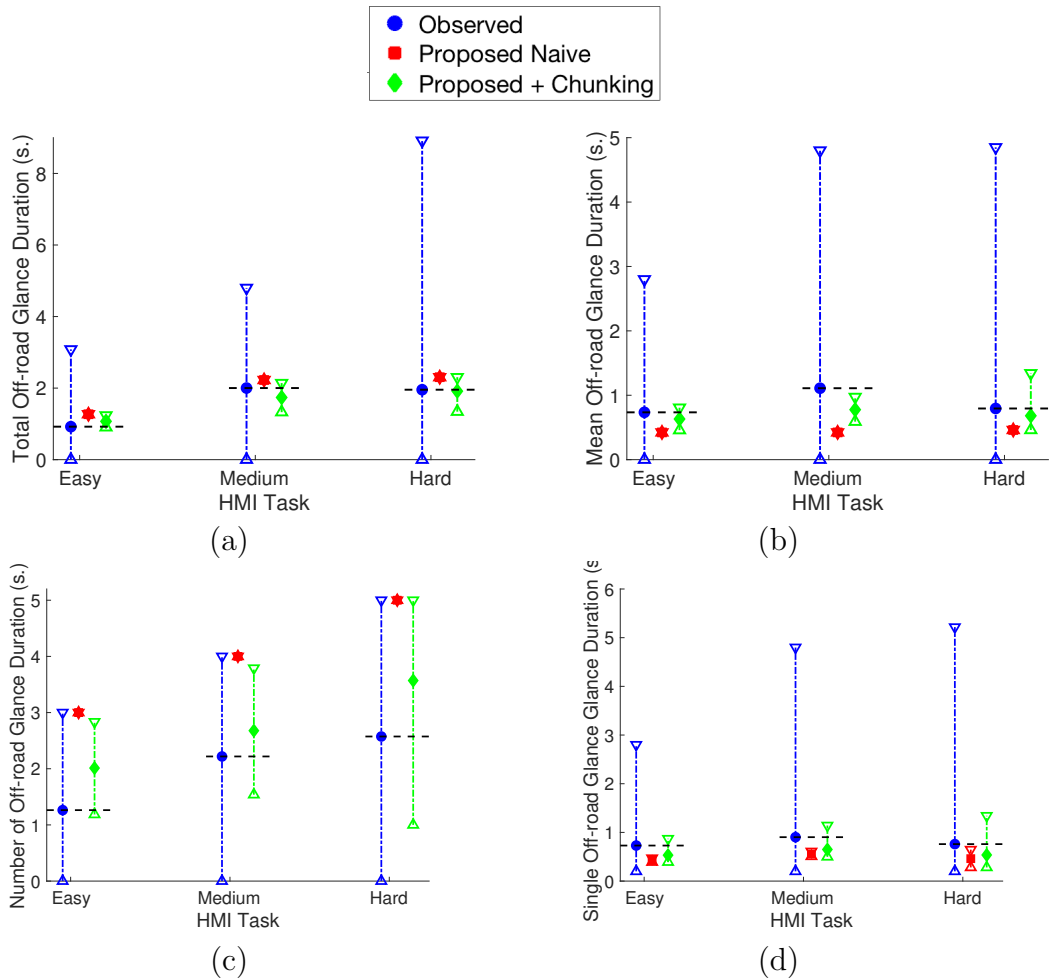 Observed
Proposed Naive
Proposed + Chunking
Total Off-road Glance Duration (s.)
8
6
4
2
0
Easy Medium Hard
HMI Task
(a)
Mean Off-road Glance Duration (s.)
5
4
3
2
1
0
Easy Medium Hard
HMI Task
(b)
Number of Off-road Glance Duration (s.)
5
4
3
2
1
0
Easy Medium Hard
HMI Task
(c)
Single Off-road Glance Glance Duration (s
6
5
4
3
2
1
0
Easy Medium Hard
HMI Task
(d)